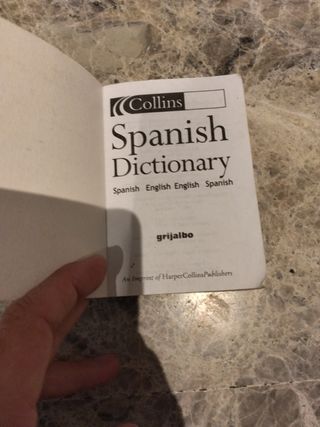 Collins
Spanish
Dictionary
Spanish English English Spanish
grijalbo
An Imprint of HarperCollinsPublishers